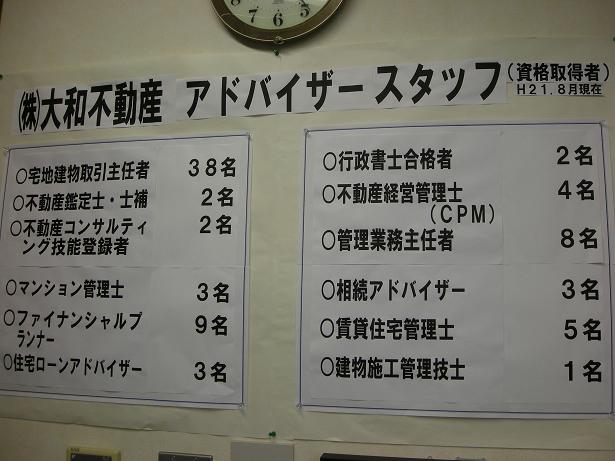 (株)大和不動産 アドバイザースタッフ(資格取得者)
H21.8月現在
○宅地建物取引主任者 38名
○不動産鑑定士・士補 2名
○不動産コンサルティ
ング技能登録者 2名
○マンション管理士 3名
○ファイナンシャルプ
ランナー 9名
○住宅ローンアドバイザー 3名
○行政書士合格者 2名
○不動産経営管理士
(CPM) 4名
○管理業務主任者 8名
○相続アドバイザー 3名
○賃貸住宅管理士 5名
○建物施工管理技士 1名